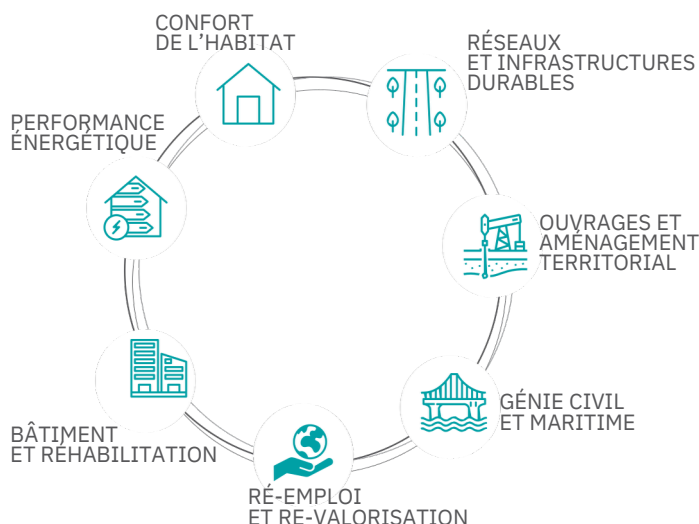 CONFORT
DE L'HABITAT
RÉSEAUX
ET INFRASTRUCTURES
DURABLES
PERFORMANCE
ÉNERGÉTIQUE
OUVRAGES ET
AMÉNAGEMENT
TERRITORIAL
GÉNIE CIVIL
ET MARITIME
BÂTIMENT
ET RÉHABILITATION
RÉ-EMPLOI
ET RE-VALORISATION